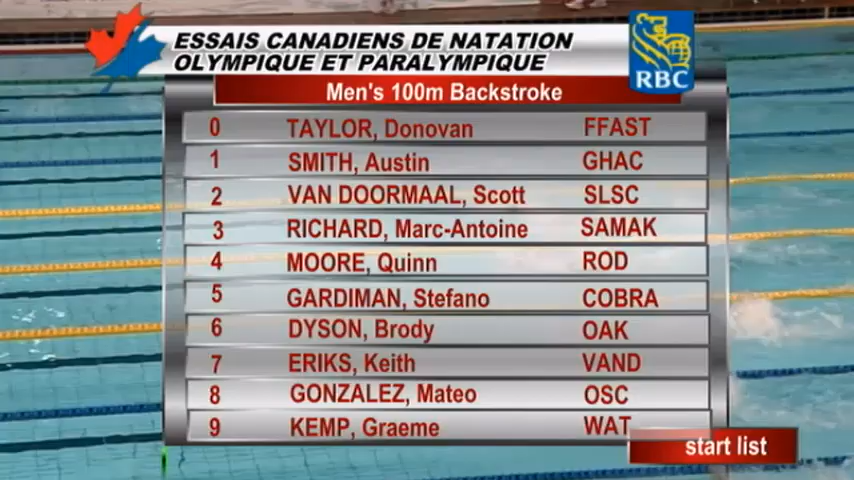 ESSAIS CANADIENS DE NATATION
OLYMPIQUE ET PARALYMPIQUE
RBC
Men's 100m Backstroke
0 TAYLOR, Donovan FFAST
1 SMITH, Austin GHAC
2 VAN DOORMAAL, Scott SLSC
3 RICHARD, Marc-Antoine SAMAK
4 MOORE, Quinn ROD
5 GARDIMAN, Stefano COBRA
6 DYSON, Brody OAK
7 ERIKS, Keith VAND
8 GONZALEZ, Mateo OSC
9 KEMP, Graeme WAT
start list